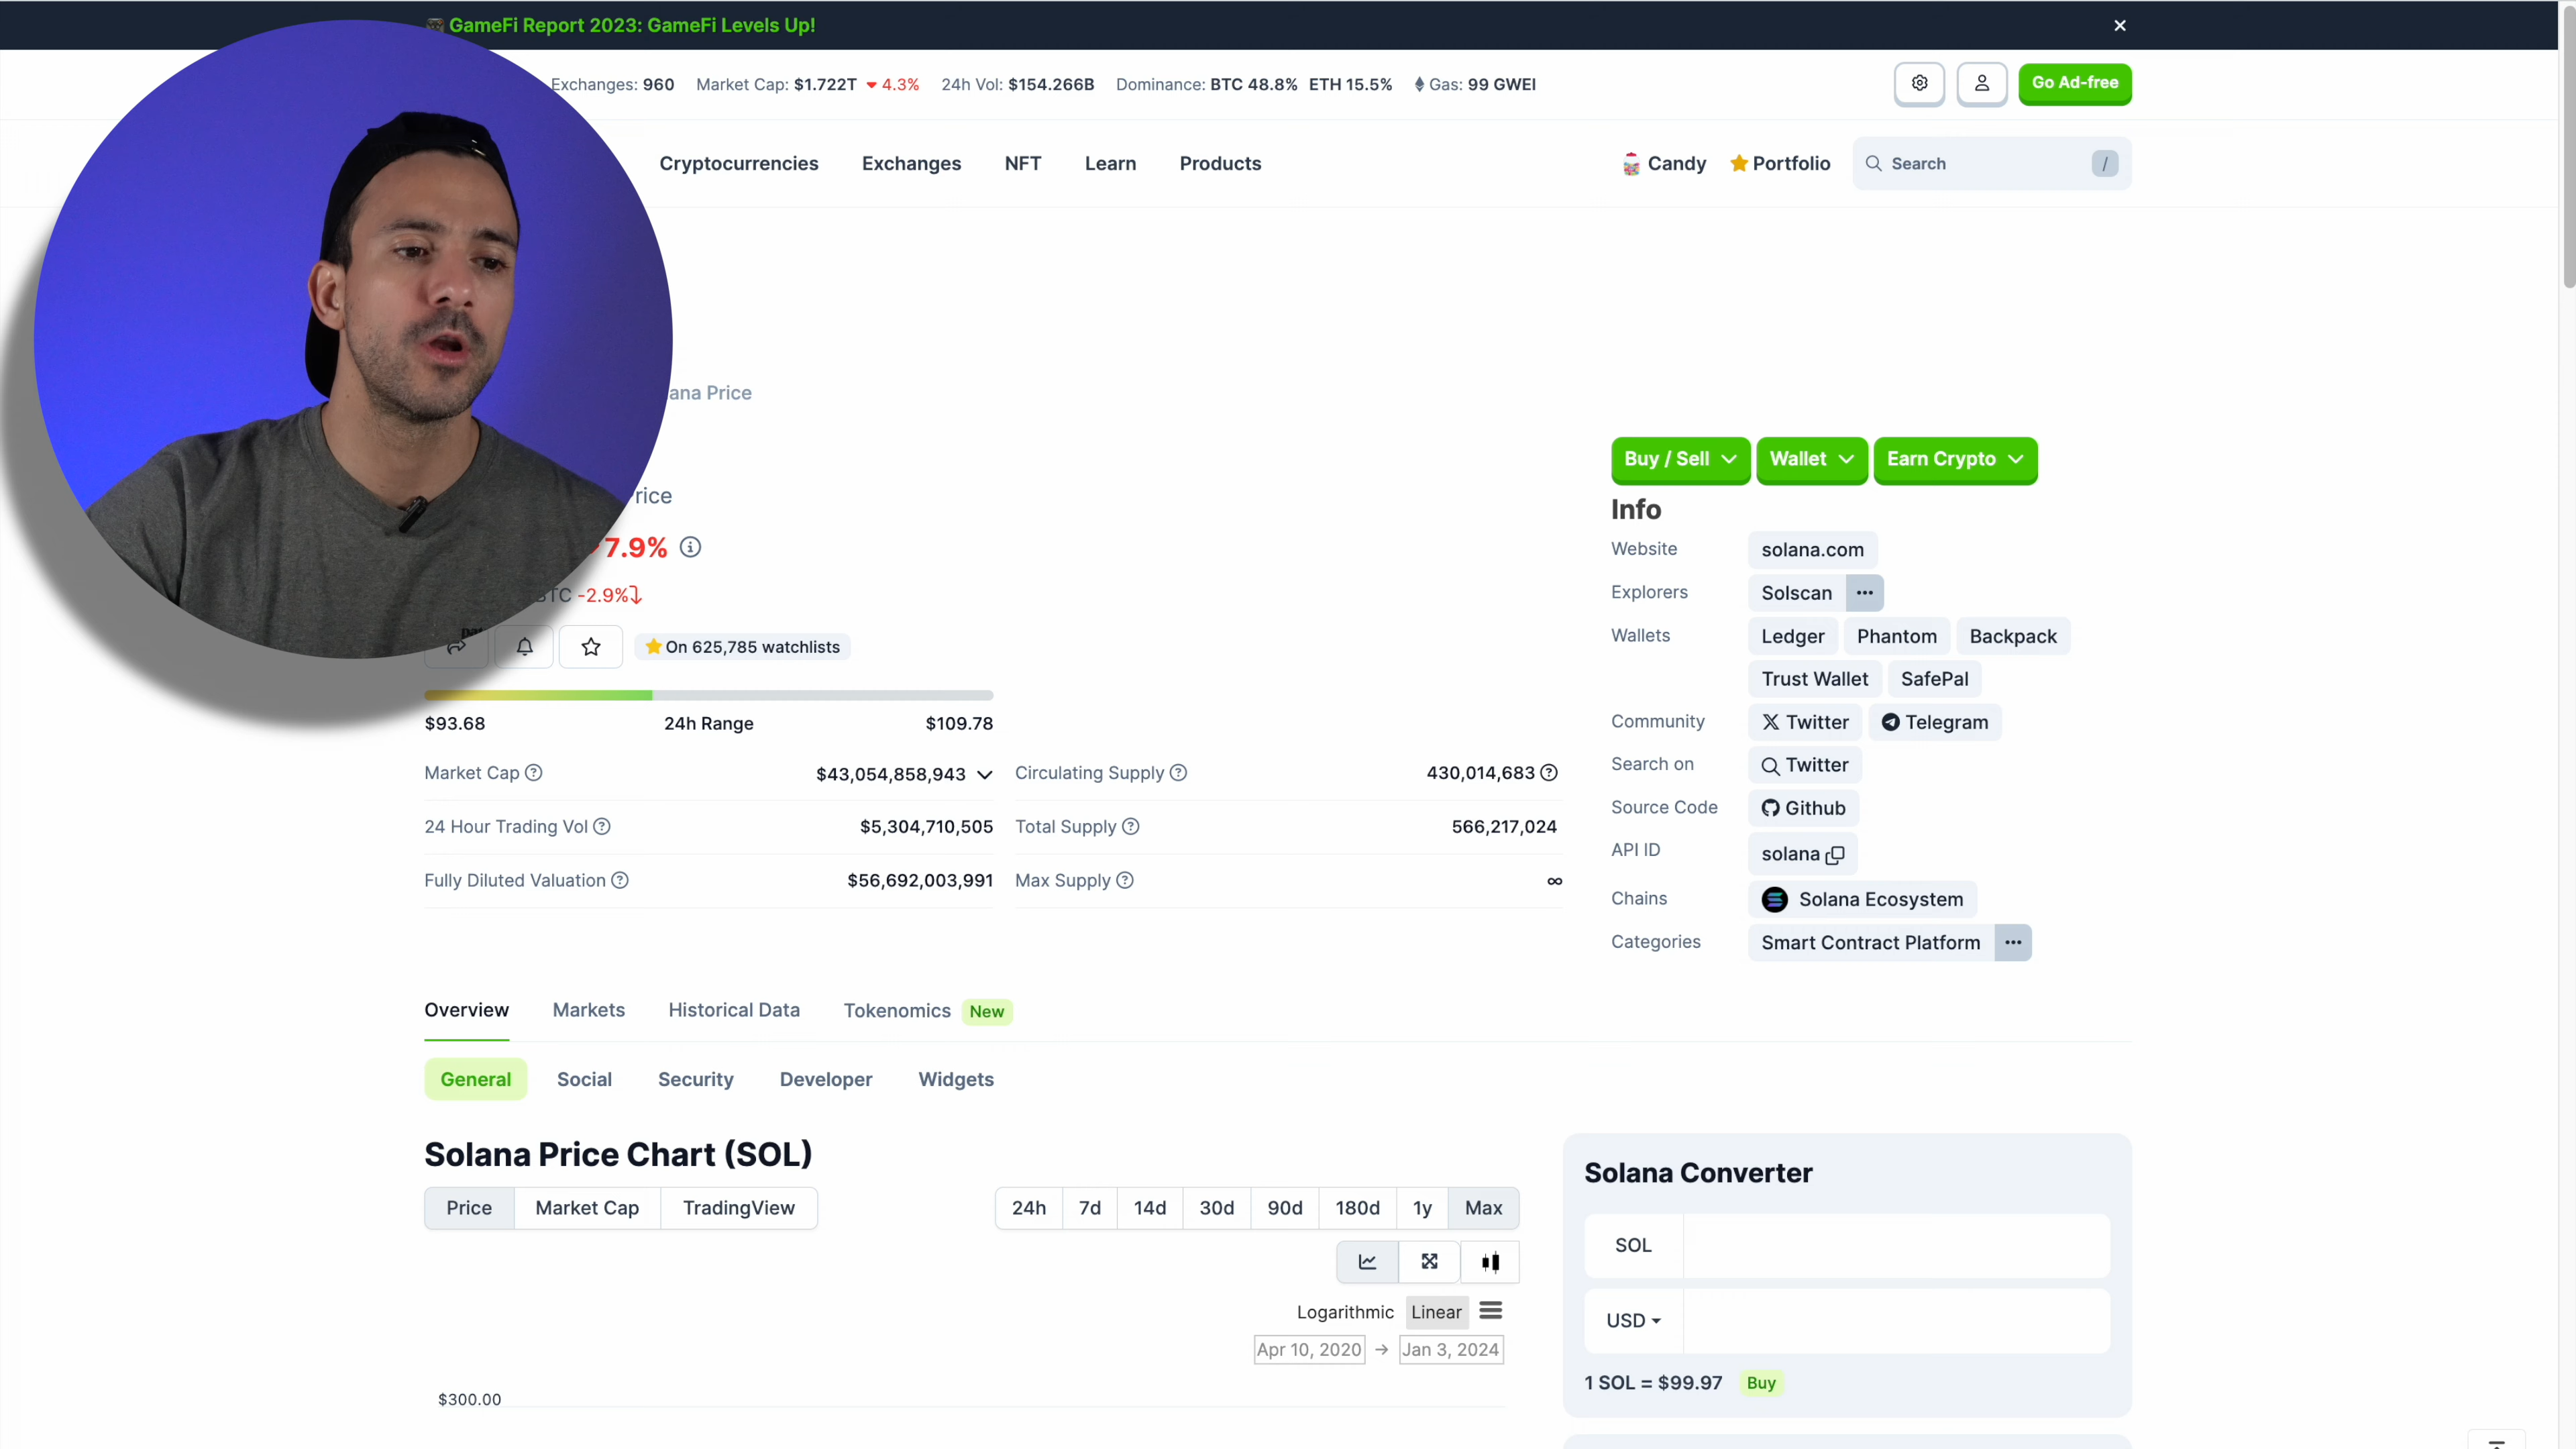 GameFi Report 2023: GameFi Levels Up!
Exchanges: 960 Market Cap: $1.722T 4.3% 24h Vol: $154.266B Dominance: BTC 48.8% ETH 15.5% Gas: 99 GWEI
Go Ad-free
Cryptocurrencies Exchanges NFT Learn Products Candy Portfolio Search /
ana Price
rice
7.9%
BTC -2.9%
On 625,785 watchlists
$93.68 24h Range $109.78
Market Cap $43,054,858,943
24 Hour Trading Vol $5,304,710,505
Fully Diluted Valuation $56,692,003,991
Circulating Supply 430,014,683
Total Supply 566,217,024
Max Supply ∞
Buy / Sell Wallet Earn Crypto
Info
Website solana.com
Explorers Solscan ...
Wallets Ledger Phantom Backpack
Trust Wallet SafePal
Community Twitter Telegram
Search on Twitter
Source Code Github
API ID solana
Chains Solana Ecosystem
Categories Smart Contract Platform ...
Overview Markets Historical Data Tokenomics New
General Social Security Developer Widgets
Solana Price Chart (SOL)
Price Market Cap TradingView
24h 7d 14d 30d 90d 180d 1y Max
Logarithmic Linear
Apr 10, 2020 → Jan 3, 2024
$300.00
Solana Converter
SOL
USD
1 SOL = $99.97 Buy